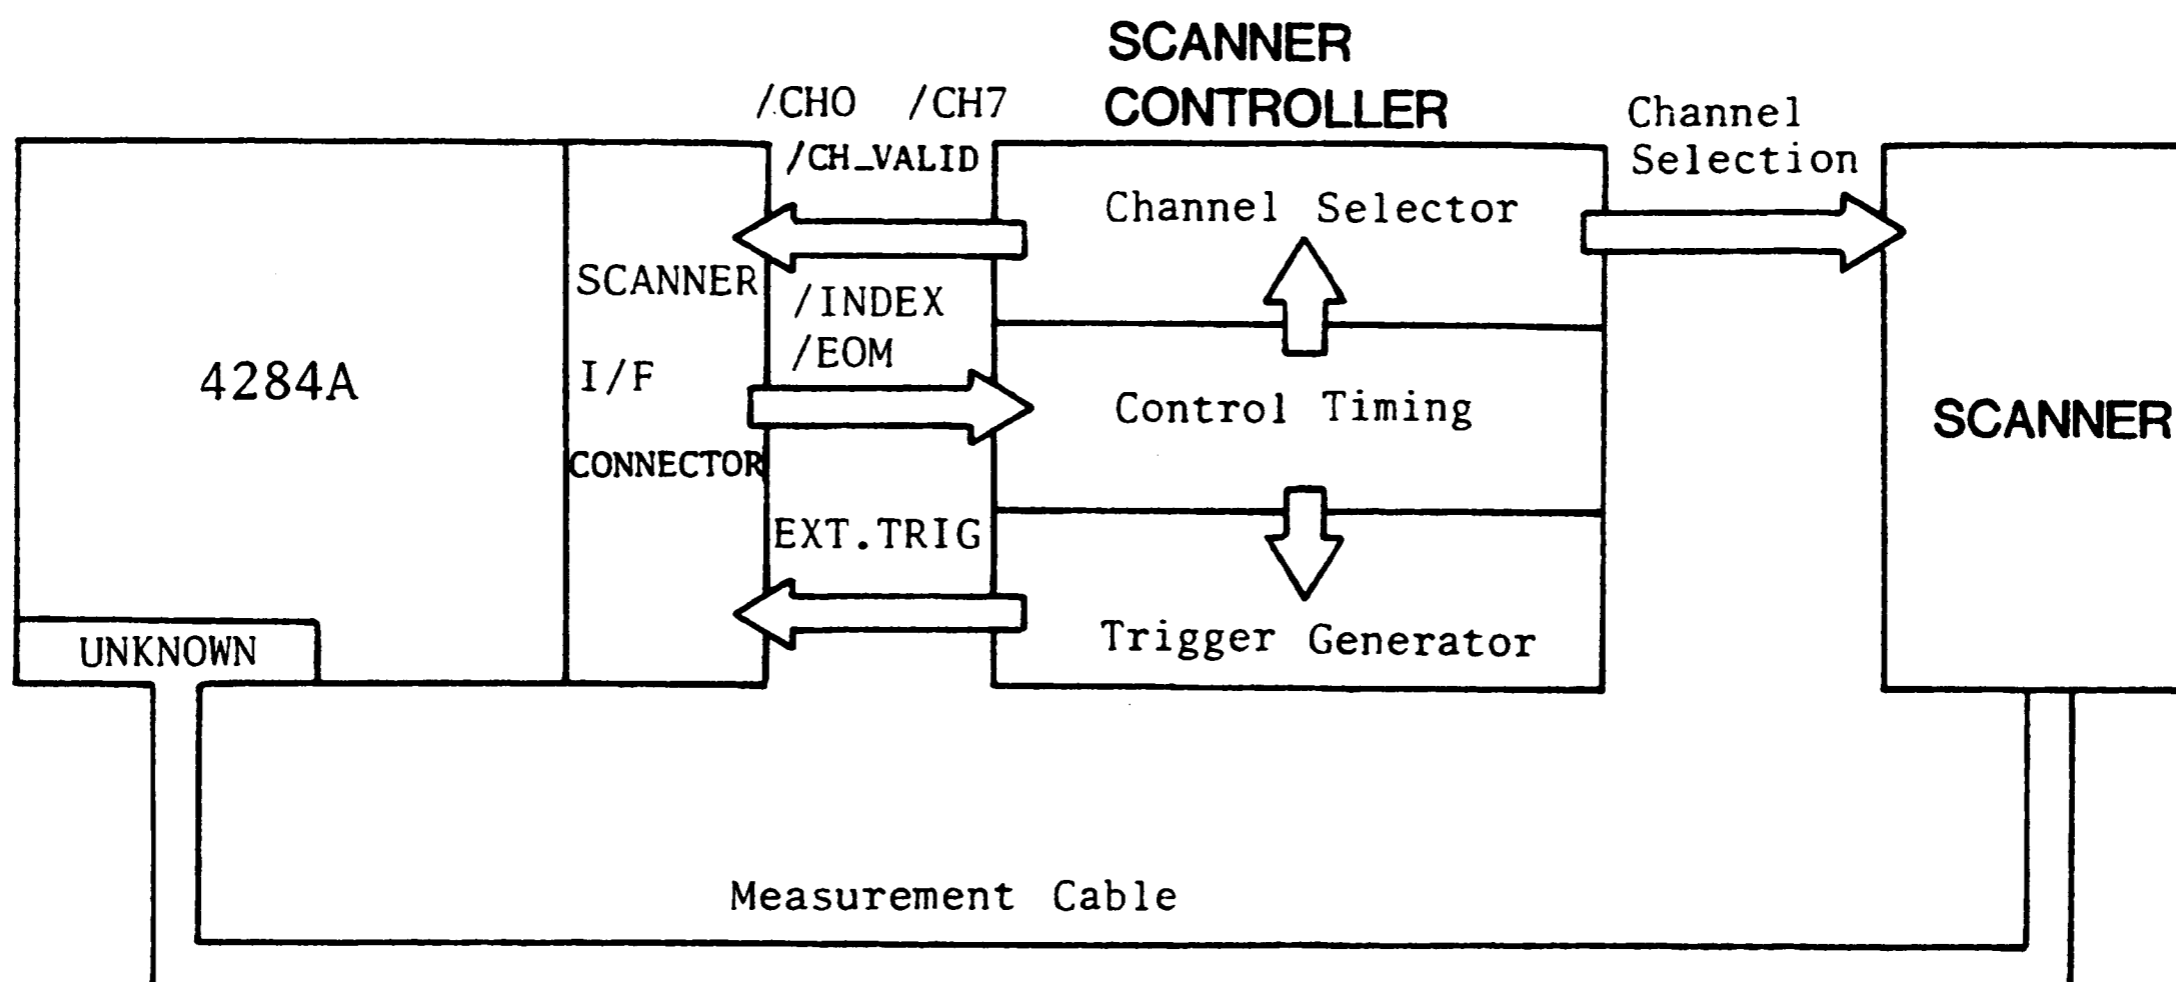 SCANNER
CONTROLLER
/CH0 /CH7
/CH_VALID
Channel
Selection
Channel Selector
SCANNER
I/F
CONNECTOR
/INDEX
/EOM
4284A
Control Timing
SCANNER
EXT.TRIG
Trigger Generator
UNKNOWN
Measurement Cable